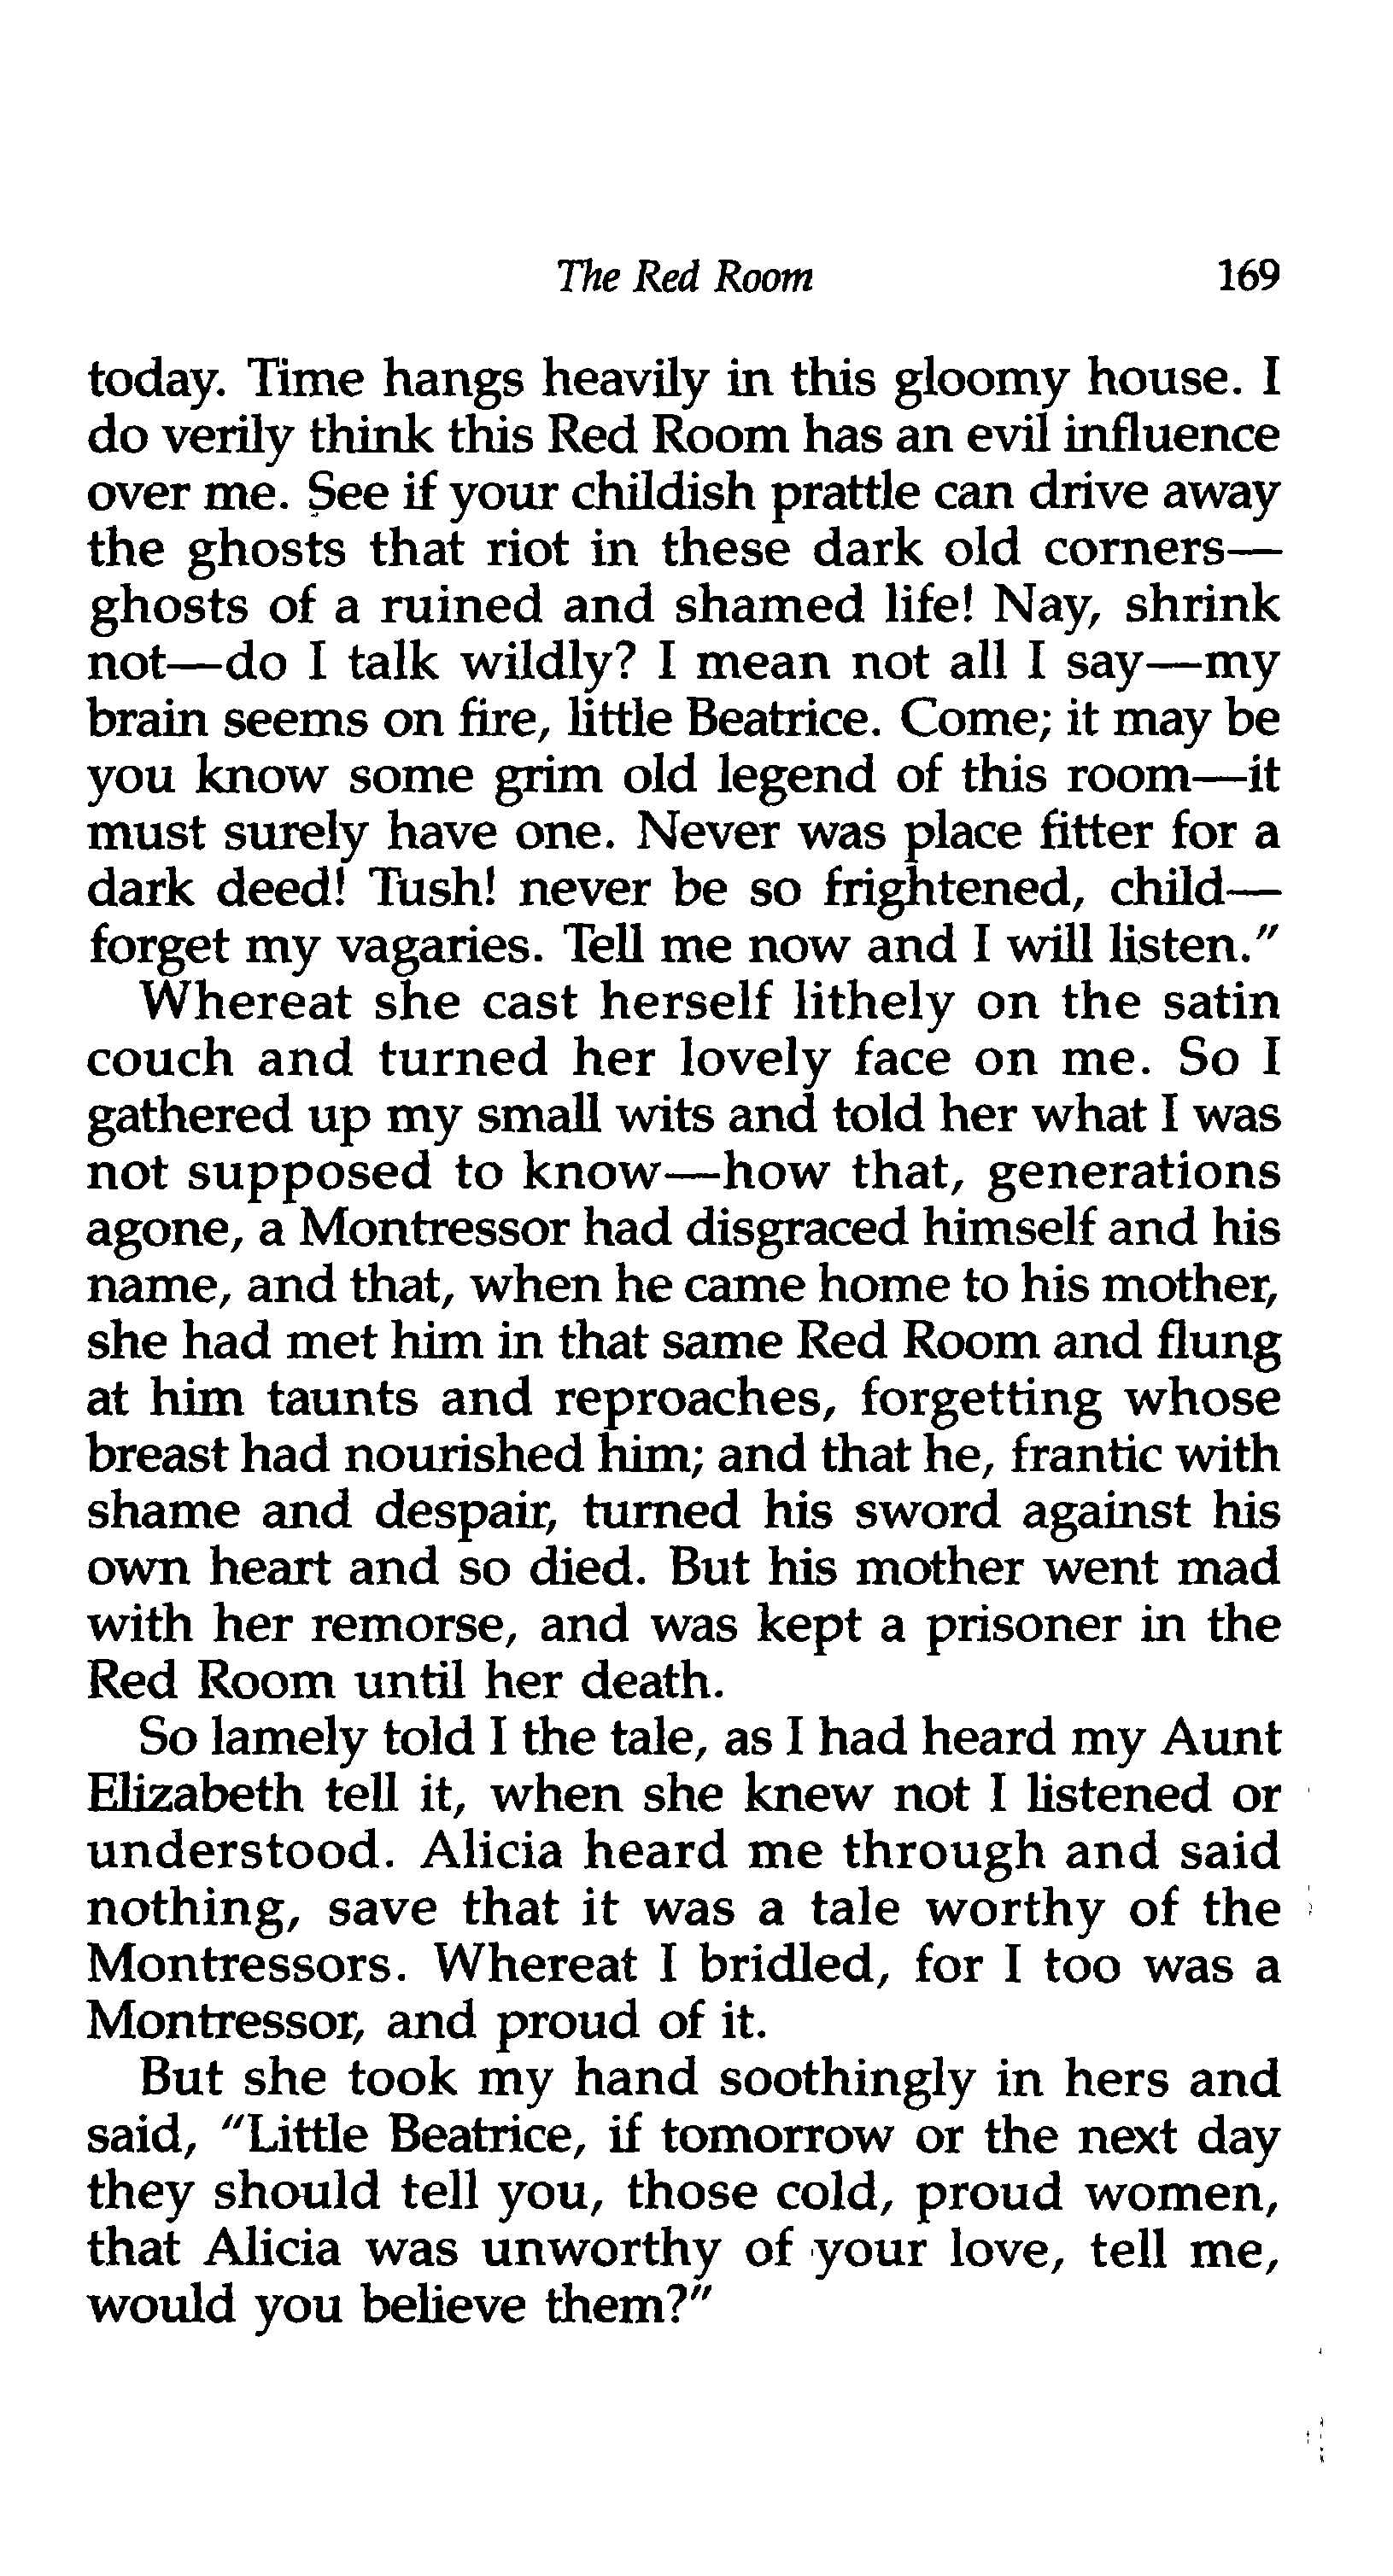 The Red Room 169
today. Time hangs heavily in this gloomy house. I
do verily think this Red Room has an evil influence
over me. See if your childish prattle can drive away
the ghosts that riot in these dark old corners—
ghosts of a ruined and shamed life! Nay, shrink
not—do I talk wildly? I mean not all I say—my
brain seems on fire, little Beatrice. Come; it may be
you know some grim old legend of this room—it
must surely have one. Never was place fitter for a
dark deed! Tush! never be so frightened, child—
forget my vagaries. Tell me now and I will listen."
Whereat she cast herself lithely on the satin
couch and turned her lovely face on me. So I
gathered up my small wits and told her what I was
not supposed to know—how that, generations
agone, a Montressor had disgraced himself and his
name, and that, when he came home to his mother,
she had met him in that same Red Room and flung
at him taunts and reproaches, forgetting whose
breast had nourished him; and that he, frantic with
shame and despair, turned his sword against his
own heart and so died. But his mother went mad
with her remorse, and was kept a prisoner in the
Red Room until her death.
So lamely told I the tale, as I had heard my Aunt
Elizabeth tell it, when she knew not I listened or
understood. Alicia heard me through and said
nothing, save that it was a tale worthy of the
Montressors. Whereat I bridled, for I too was a
Montressor, and proud of it.
But she took my hand soothingly in hers and
said, "Little Beatrice, if tomorrow or the next day
they should tell you, those cold, proud women,
that Alicia was unworthy of your love, tell me,
would you believe them?"